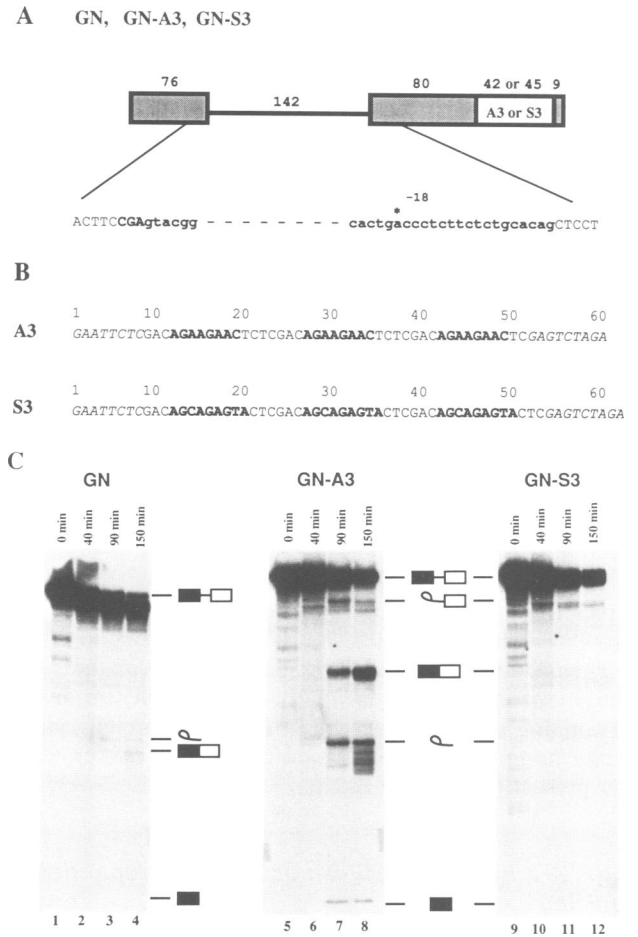 A GN, GN-A3, GN-S3
76 142 80 42 or 45 9
A3 or S3
-18
*
ACTTCCGAgtacgg - - - - - - - - cactgaccctcttctctgcacagCTCCT
B
1 10 20 30 40 50 60
A3 GAATTCTCGACAGAAGAACTCTCGACAGAAGAACTCTCGACAGAAGAACTCGAGTCTAGA
1 10 20 30 40 50 60
S3 GAATTCTCGACAGCAGAGTACTCGACAGCAGAGTACTCGACAGCAGAGTACTCGAGTCTAGA
C
GN GN-A3 GN-S3
0 min 40 min 90 min 150 min 0 min 40 min 90 min 150 min 0 min 40 min 90 min 150 min
1 2 3 4 5 6 7 8 9 10 11 12